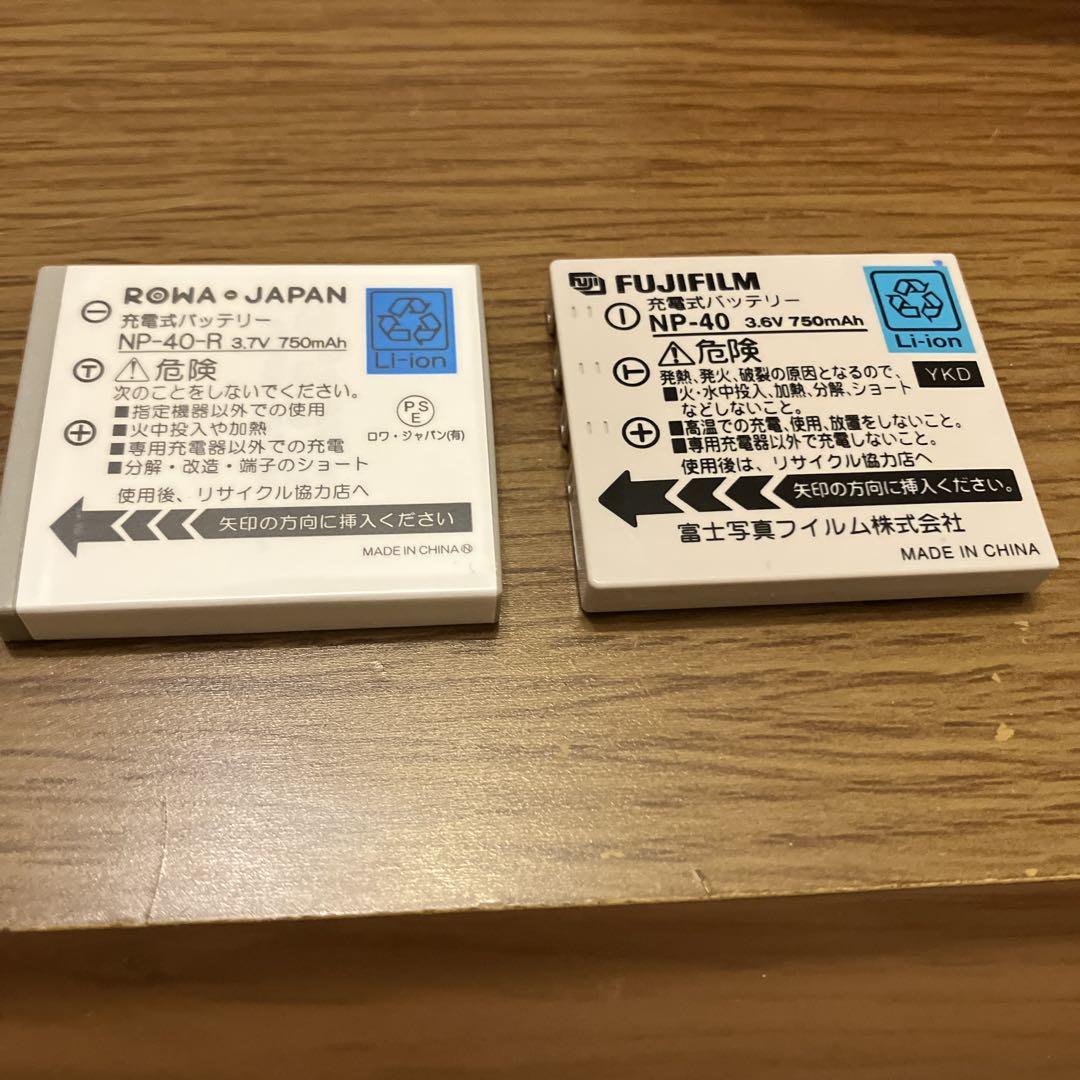 ROWA JAPAN
充電式バッテリー
NP-40-R 3.7V 750mAh
Li-ion
T
危険
次のことをしないでください。
■指定機器以外での使用
■火中投入や加熱
■専用充電器以外での充電
■分解・改造・端子のショート
PSE
ロワ・ジャパン(有)
使用後、リサイクル協力店へ
矢印の方向に挿入ください
MADE IN CHINA N
FUJI FUJIFILM
充電式バッテリー
NP-40 3.6V 750mAh
Li-ion
T
危険
YKD
発熱、発火、破裂の原因となるので、
■火・水中投入、加熱、分解、ショート
などしないこと。
■高温での充電、使用、放置をしないこと。
■専用充電器以外で充電しないこと。
使用後は、リサイクル協力店へ
矢印の方向に挿入ください。
富士写真フイルム株式会社
MADE IN CHINA